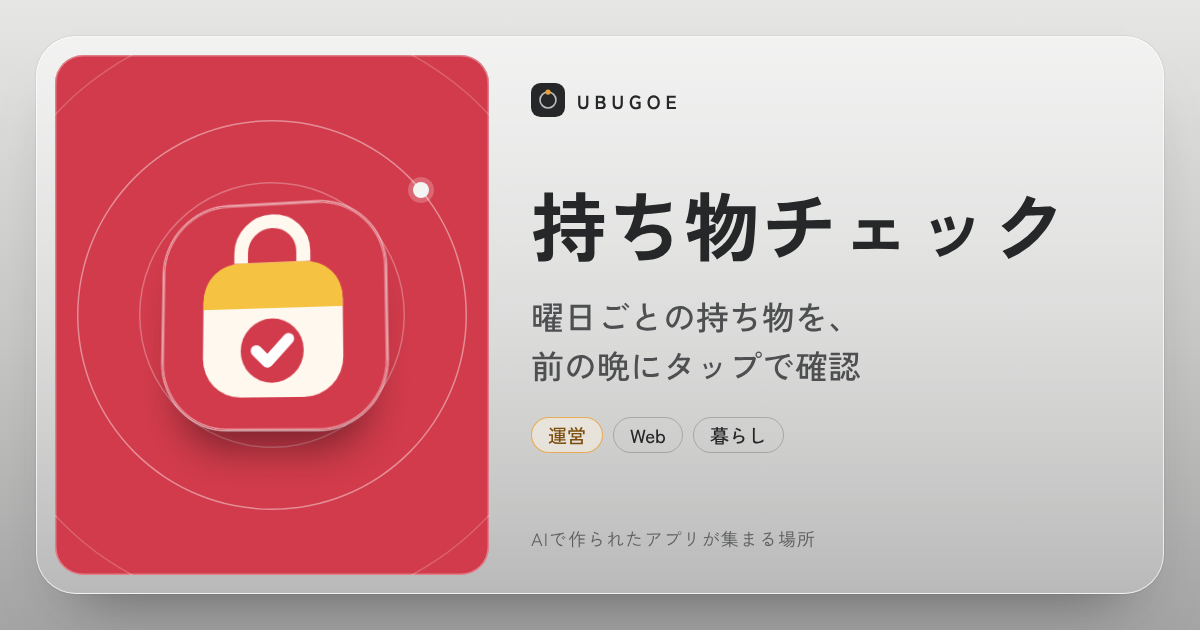 UBUGOE
持ち物チェック
曜日ごとの持ち物を、
前の晩にタップで確認
運営 Web 暮らし
AIで作られたアプリが集まる場所